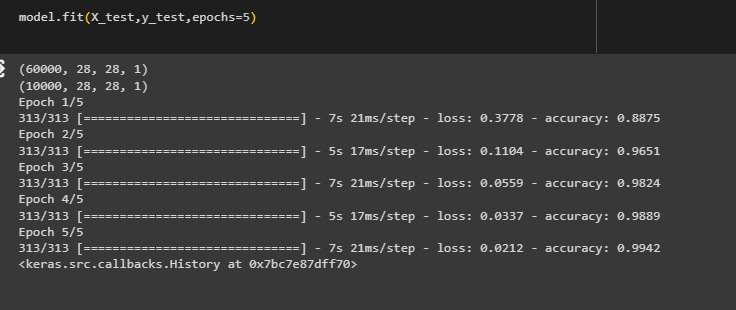 model.fit(X_test,y_test,epochs=5)
(60000, 28, 28, 1)
(10000, 28, 28, 1)
Epoch 1/5
313/313 [==============================] - 7s 21ms/step - loss: 0.3778 - accuracy: 0.8875
Epoch 2/5
313/313 [==============================] - 5s 17ms/step - loss: 0.1104 - accuracy: 0.9651
Epoch 3/5
313/313 [==============================] - 7s 21ms/step - loss: 0.0559 - accuracy: 0.9824
Epoch 4/5
313/313 [==============================] - 5s 17ms/step - loss: 0.0337 - accuracy: 0.9889
Epoch 5/5
313/313 [==============================] - 7s 21ms/step - loss: 0.0212 - accuracy: 0.9942
<keras.src.callbacks.History at 0x7bc7e87dff70>